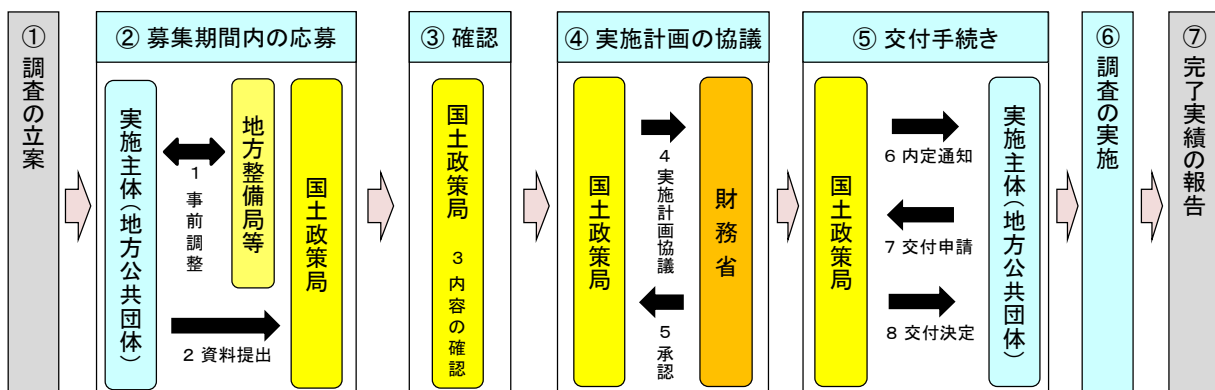 ① 調査の立案
② 募集期間内の応募
実施主体(地方公共団体)
1 事前調整
地方整備局等
国土政策局
2 資料提出
③ 確認
国土政策局
3 内容の確認
④ 実施計画の協議
国土政策局
4 実施計画協議
5 承認
財務省
⑤ 交付手続き
国土政策局
6 内定通知
7 交付申請
8 交付決定
実施主体(地方公共団体)
⑥ 調査の実施
⑦ 完了実績の報告